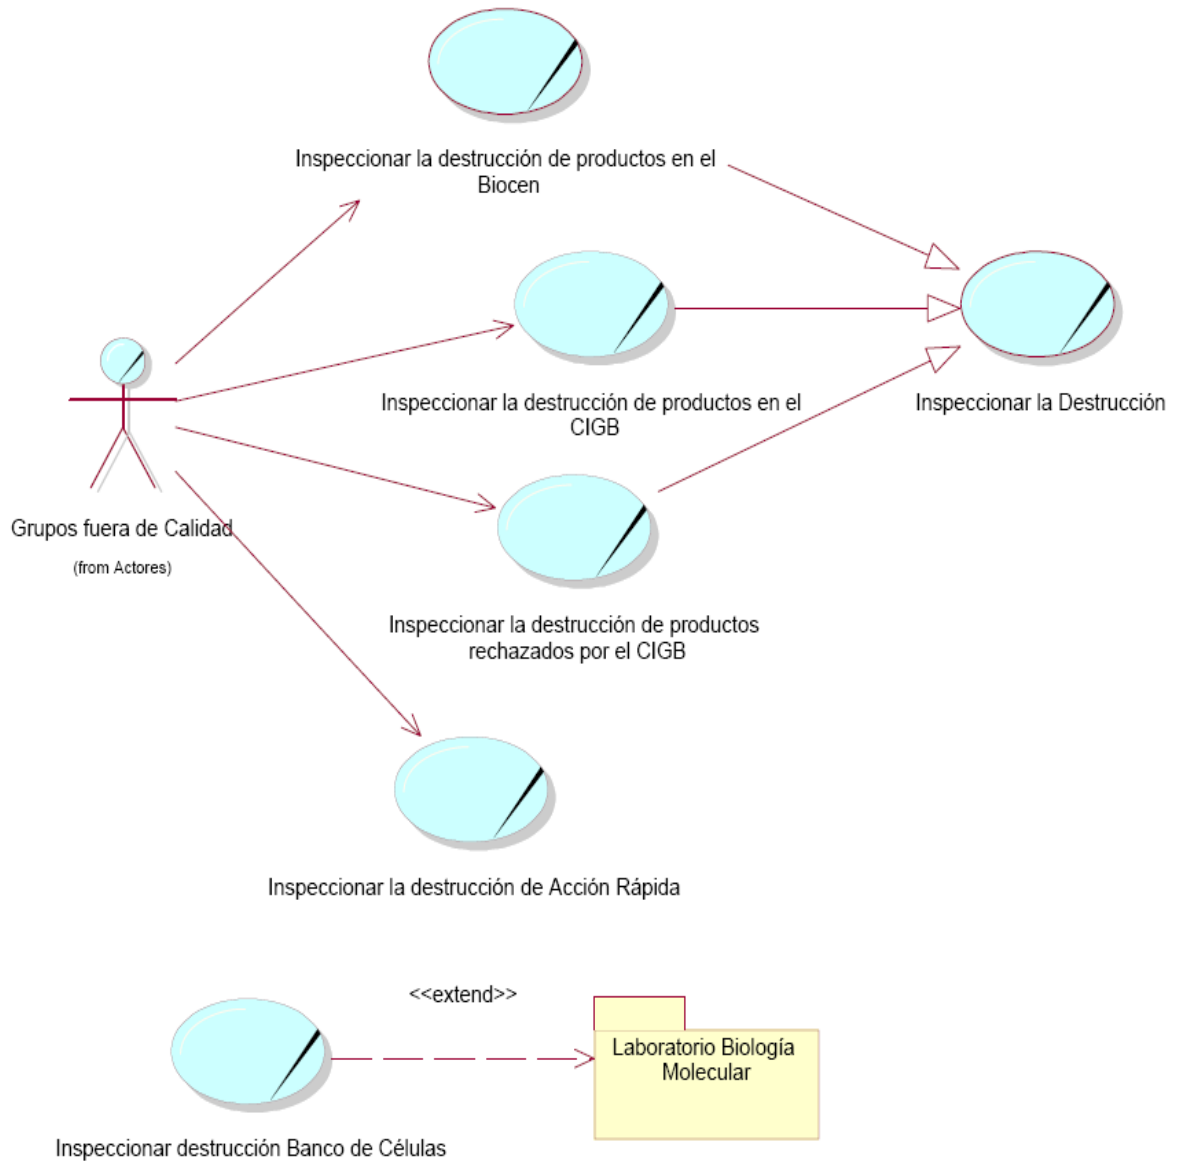 Inspeccionar la destrucción de productos en el
Biocen
Inspeccionar la destrucción de productos en el
CIGB
Inspeccionar la Destrucción
Grupos fuera de Calidad
(from Actores)
Inspeccionar la destrucción de productos
rechazados por el CIGB
Inspeccionar la destrucción de Acción Rápida
<<extend>>
Laboratorio Biología
Molecular
Inspeccionar destrucción Banco de Células